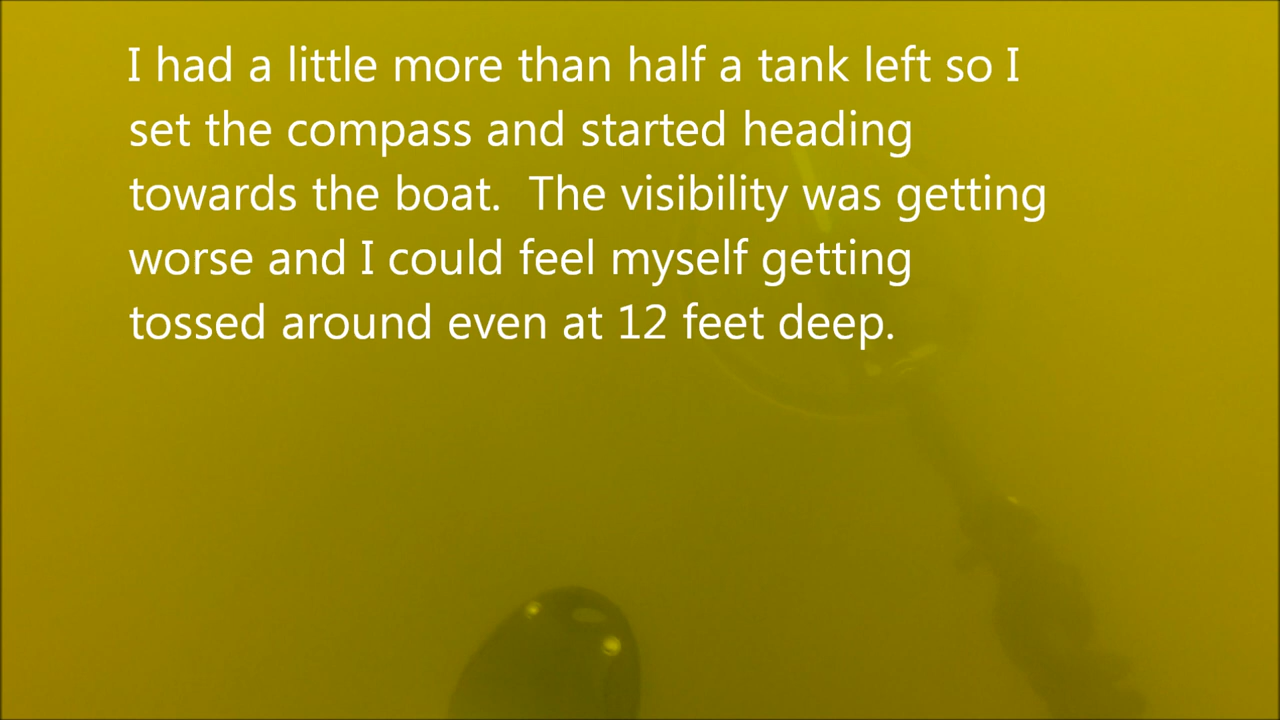 I had a little more than half a tank left so I
set the compass and started heading
towards the boat.  The visibility was getting
worse and I could feel myself getting
tossed around even at 12 feet deep.